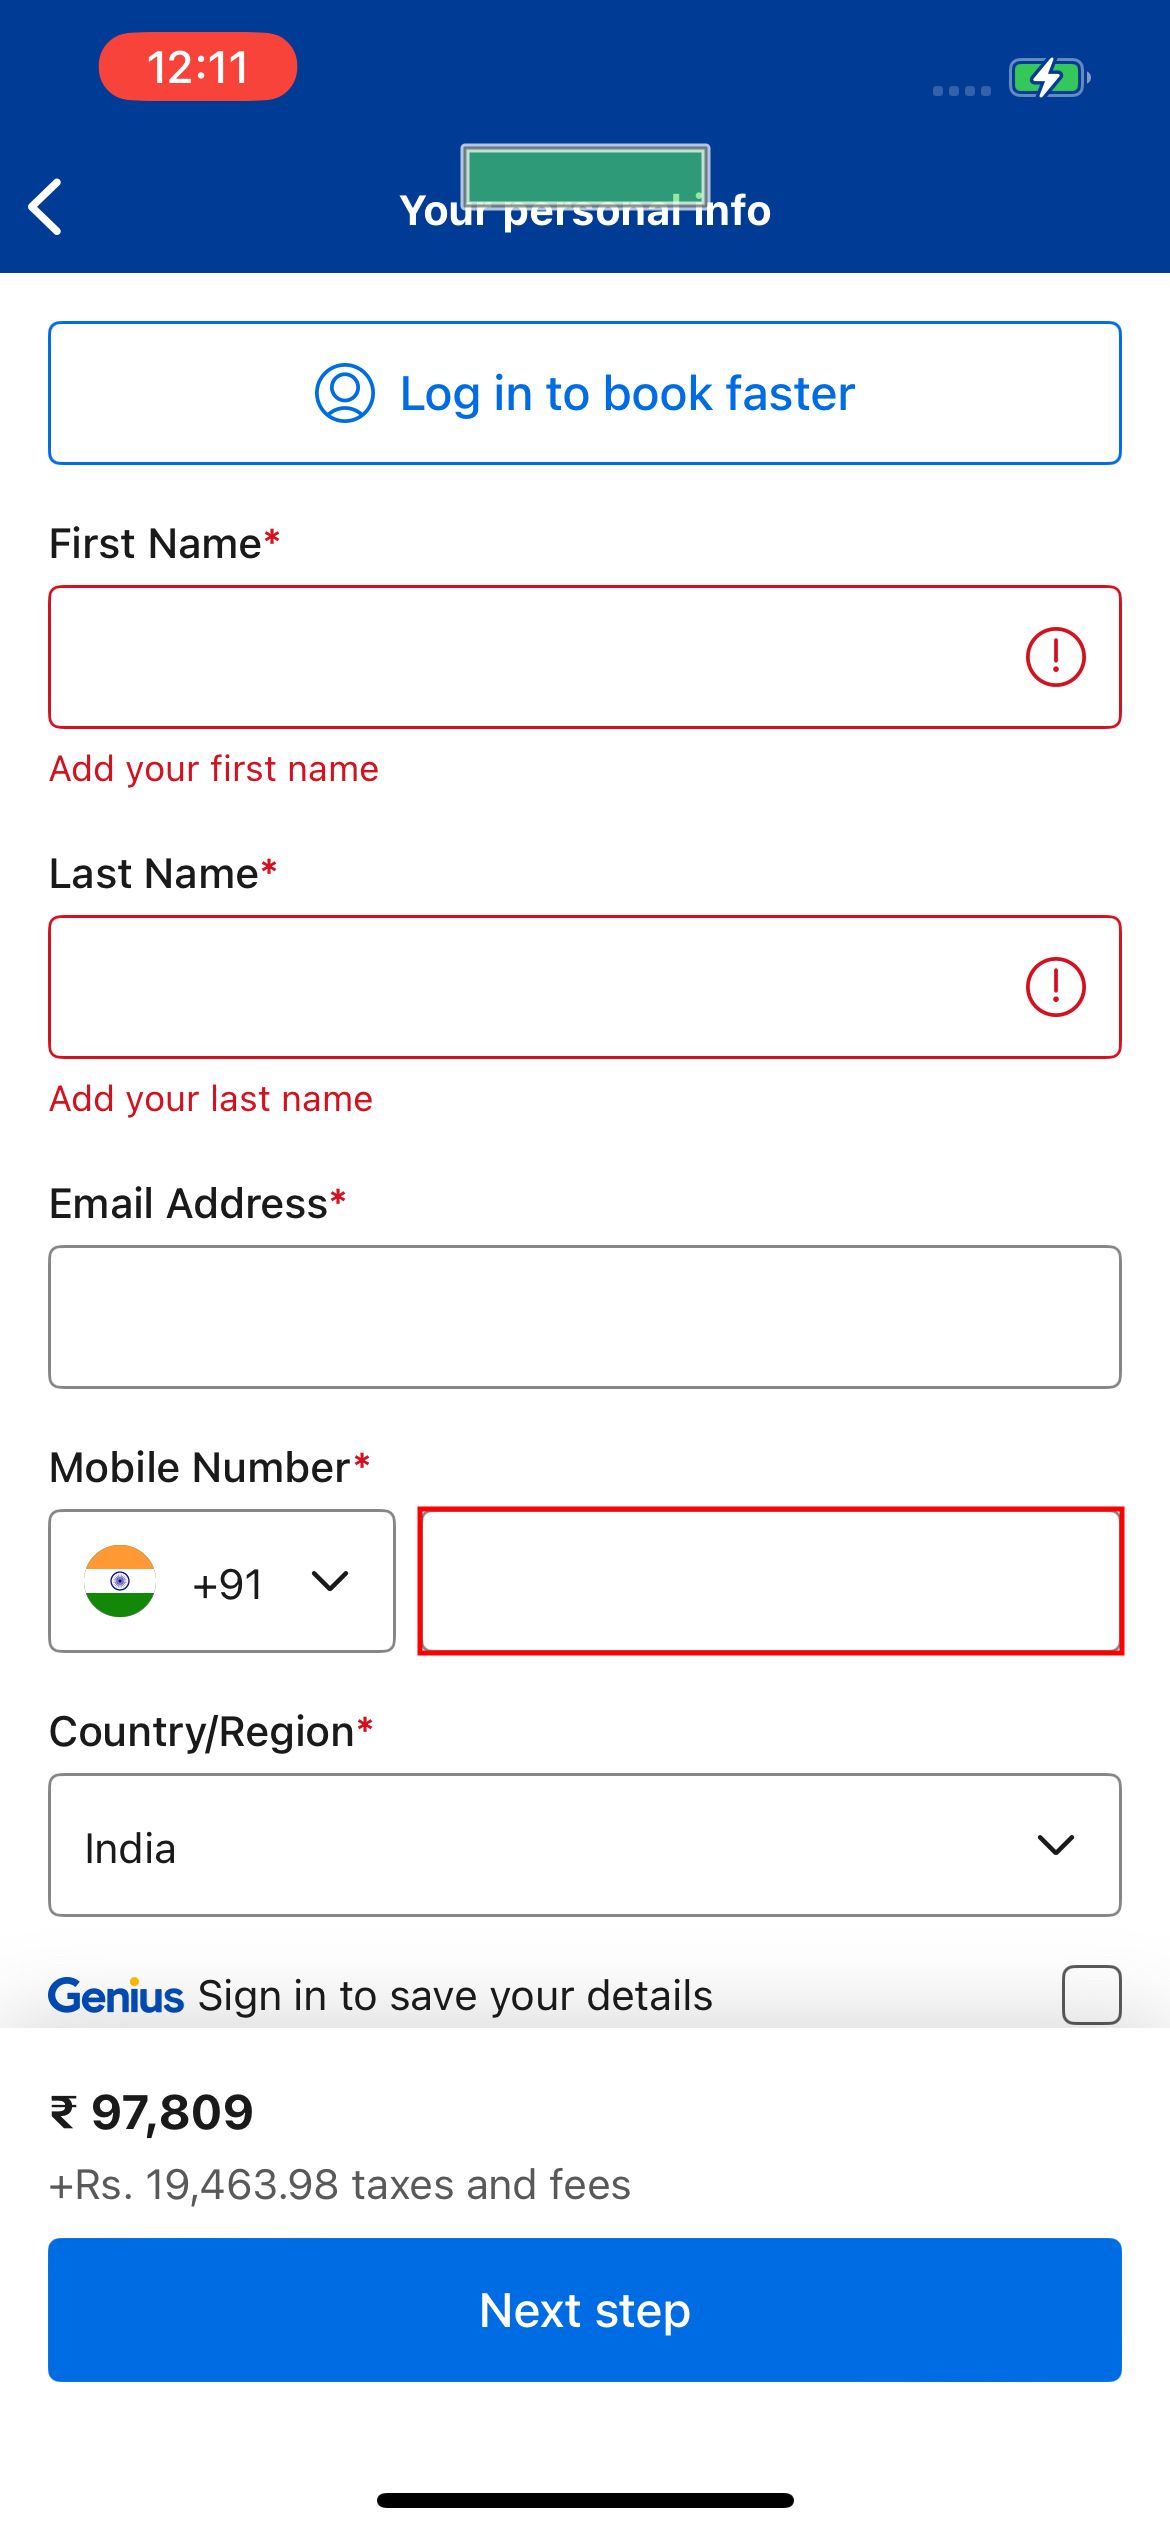 12:11
Your personal info
Log in to book faster
First Name*
Add your first name
Last Name*
Add your last name
Email Address*
Mobile Number*
+91
Country/Region*
India
Genius Sign in to save your details
₹ 97,809
+Rs. 19,463.98 taxes and fees
Next step